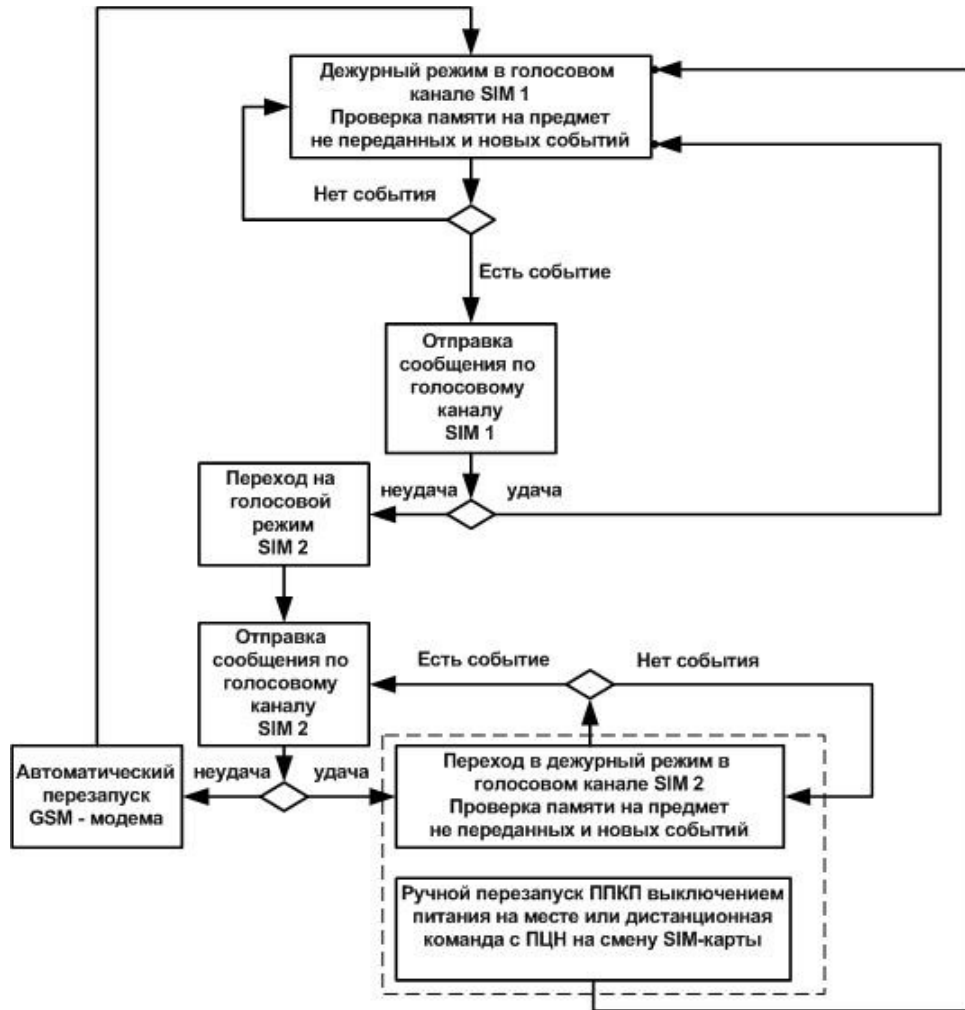 Дежурный режим в голосовом
канале SIM 1
Проверка памяти на предмет
не переданных и новых событий
Нет события
Есть событие
Отправка
сообщения по
голосовому
каналу
SIM 1
Переход на
голосовой
режим
SIM 2
неудача
удача
Отправка
сообщения по
голосовому
каналу
SIM 2
Есть событие
Нет события
Автоматический
перезапуск
GSM - модема
неудача
удача
Переход в дежурный режим в
голосовом канале SIM 2
Проверка памяти на предмет
не переданных и новых событий
Ручной перезапуск ППКП выключением
питания на месте или дистанционная
команда с ПЦН на смену SIM-карты